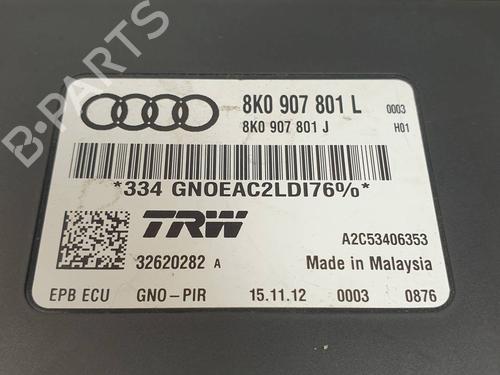 8K0 907 801 L 0003
8K0 907 801 J H01
*334 GNOEAC2LDI76%*
TRW
32620282 A A2C53406353
Made in Malaysia
EPB ECU GNO-PIR 15.11.12 0003 0876
B-PARTS